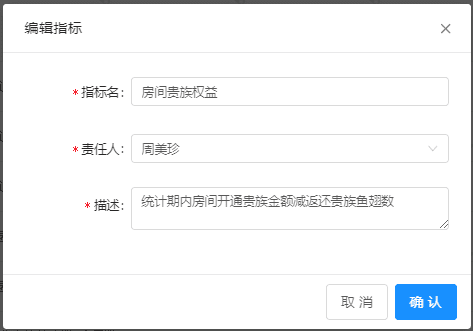 编辑指标
* 指标名: 房间贵族权益
* 责任人: 周美珍
* 描述: 统计期内房间开通贵族金额减返还贵族鱼翅数
取 消 确 认